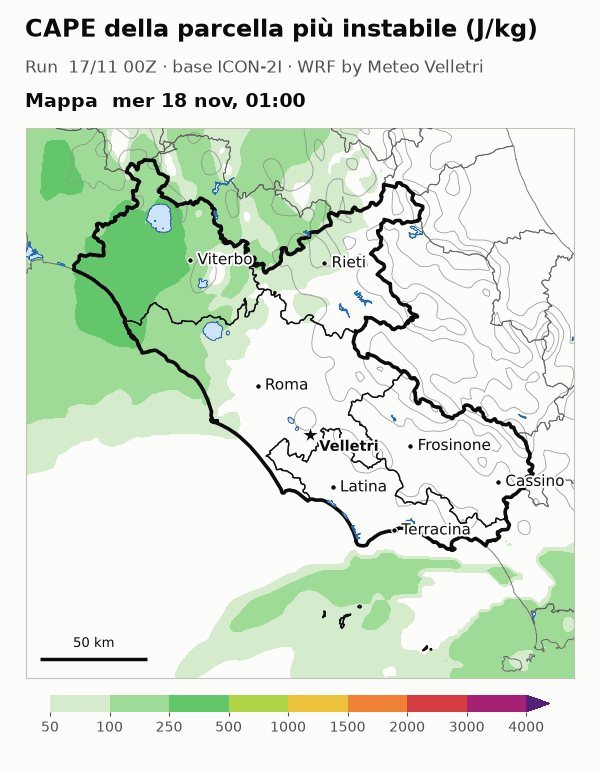 CAPE della parcella più instabile (J/kg)
Run  17/11 00Z · base ICON-2I · WRF by Meteo Velletri
Mappa  mer 18 nov, 01:00
Viterbo
Rieti
Roma
Velletri
Frosinone
Latina
Cassino
Terracina
50 km
50 100 250 500 1000 1500 2000 3000 4000